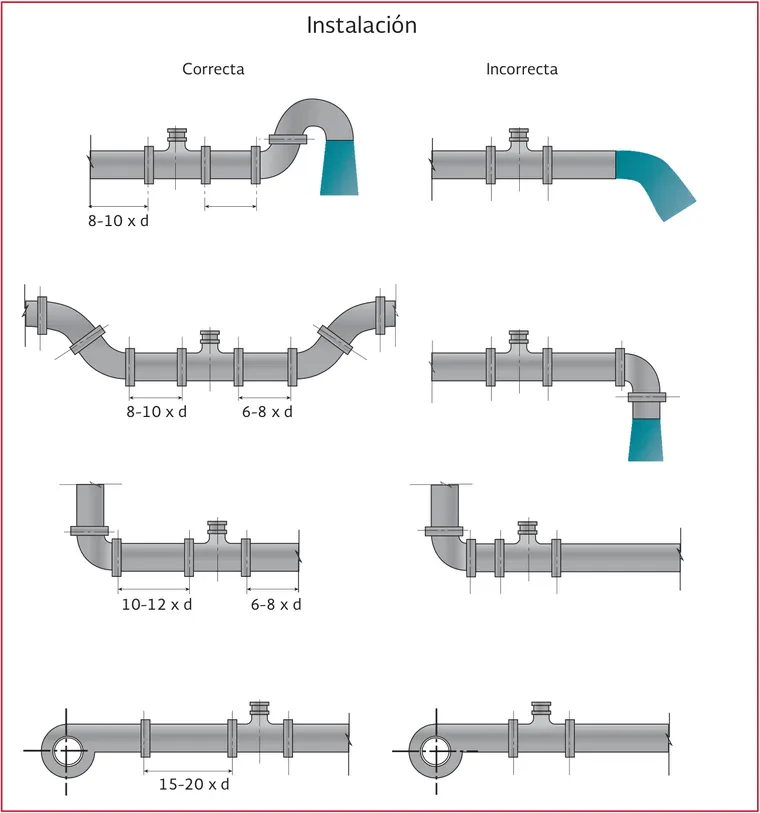 Instalación
Correcta
Incorrecta
8-10 x d
8-10 x d
6-8 x d
10-12 x d
6-8 x d
15-20 x d